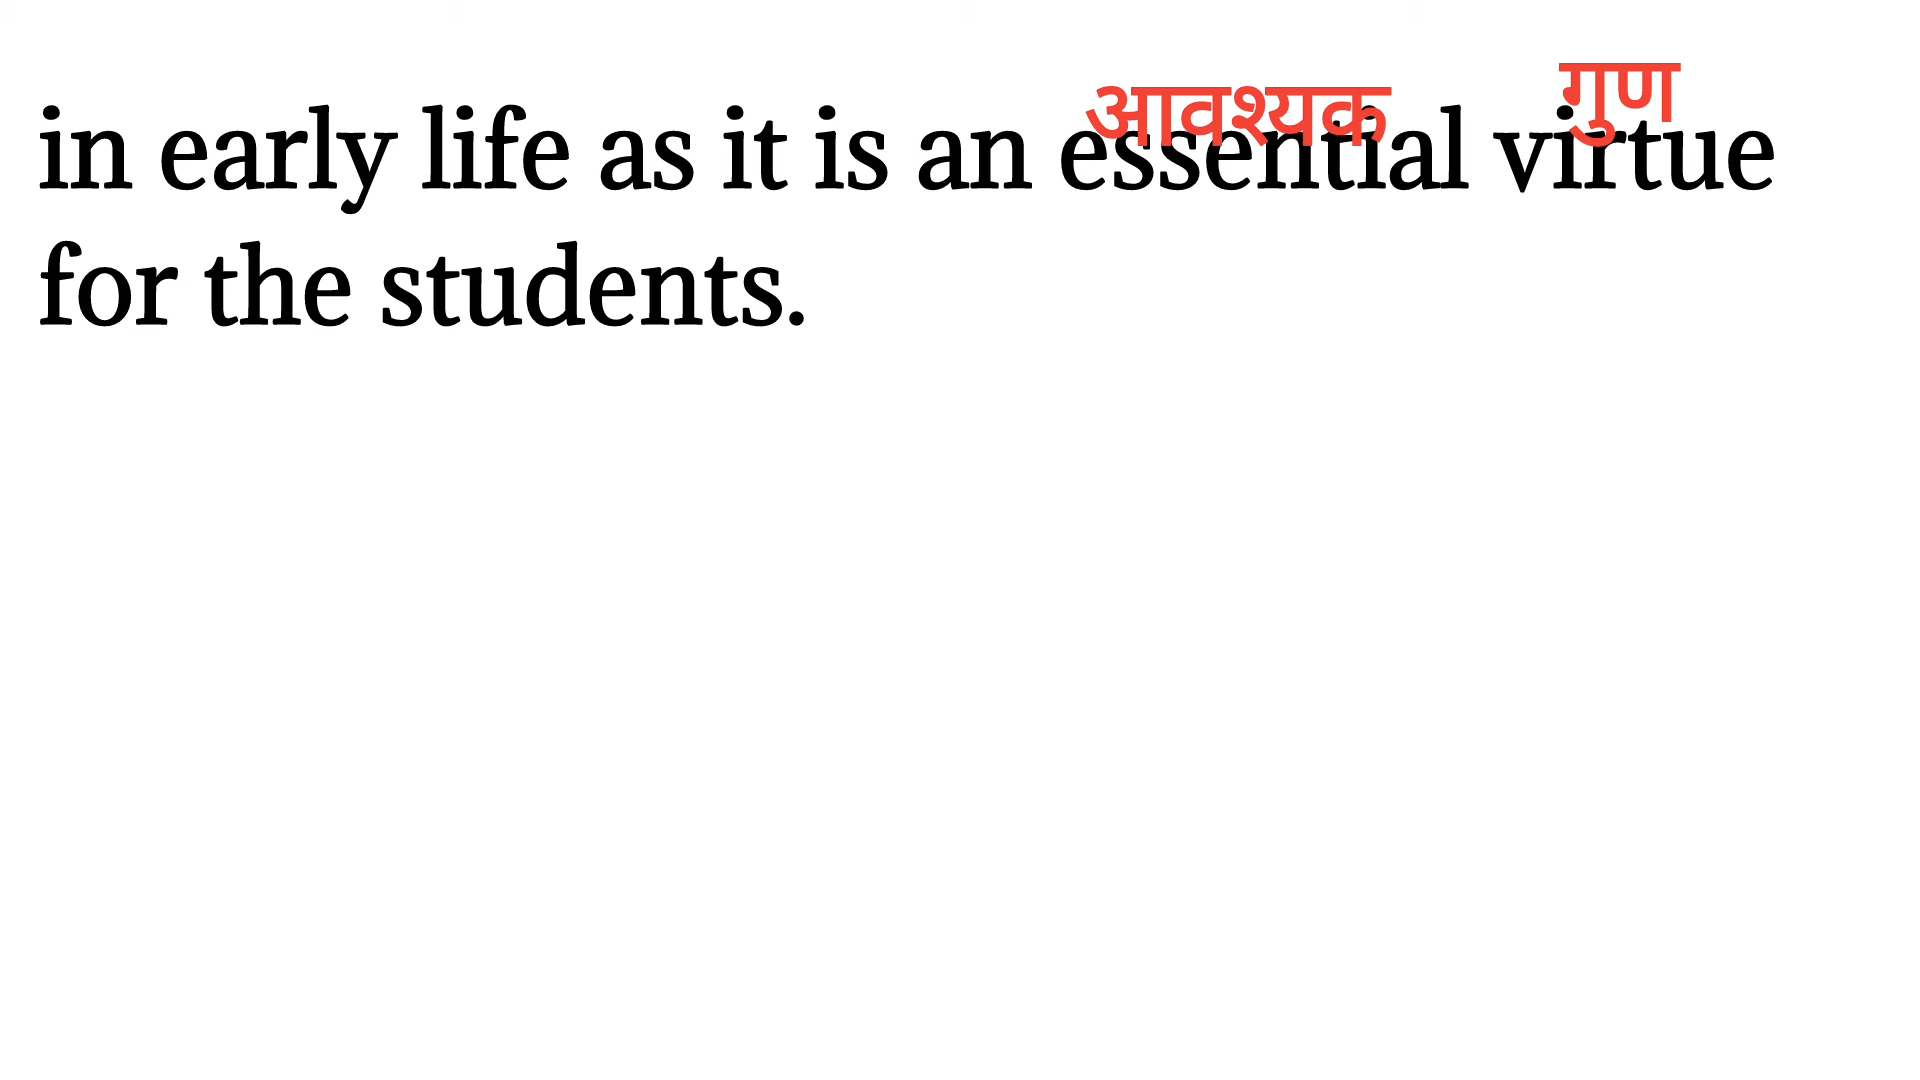 आवश्यक गुण
in early life as it is an essential virtue
for the students.